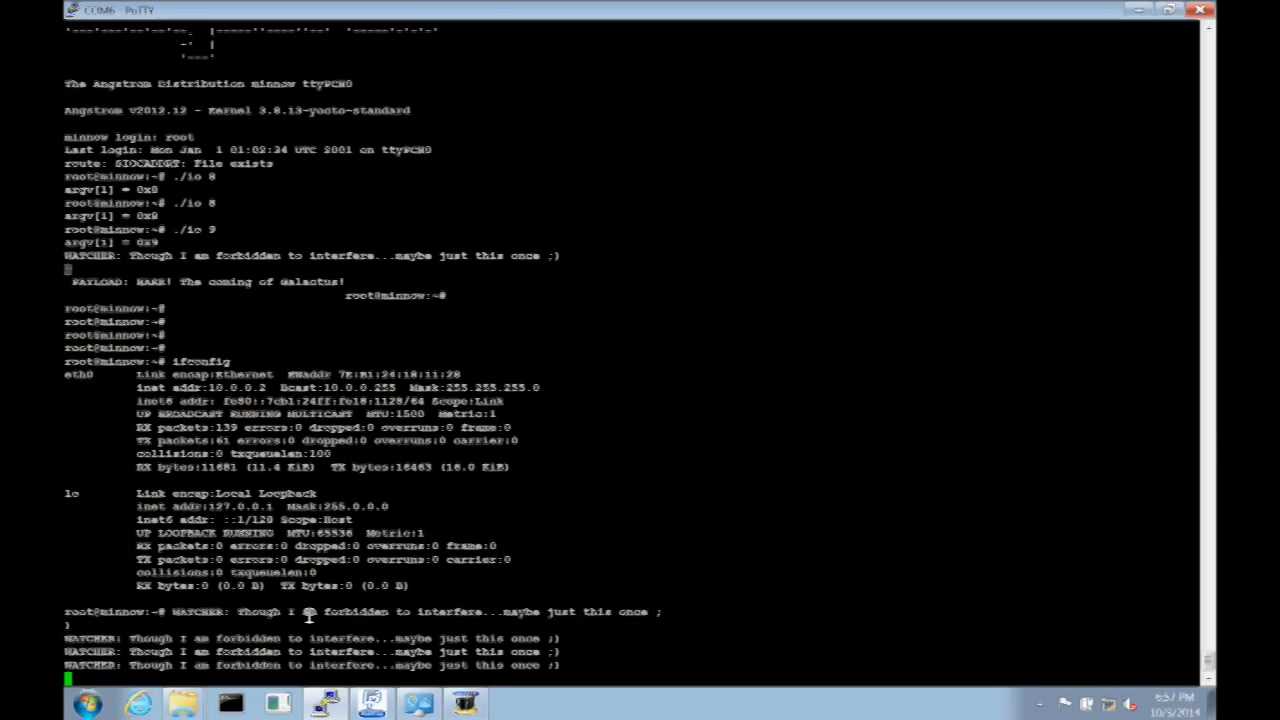 COM6 - PuTTY
The Angstrom Distribution minnow ttyPCH0
Angstrom v2012.12 - Kernel 3.8.13-yocto-standard
minnow login: root
Last login: Mon Jan  1 01:02:34 UTC 2001 on ttyPCH0
route: SIOCADDRT: File exists
root@minnow:~# ./io 8
argv[1] = 0x8
root@minnow:~# ./io 8
argv[1] = 0x8
root@minnow:~# ./io 9
argv[1] = 0x9
WATCHER: Though I am forbidden to interfere...maybe just this once ;)
PAYLOAD: HARK! The coming of Galactus!
root@minnow:~#
root@minnow:~#
root@minnow:~#
root@minnow:~#
root@minnow:~#
root@minnow:~# ifconfig
eth0 Link encap:Ethernet HWaddr 7E:B1:24:18:11:28
inet addr:10.0.0.2 Bcast:10.0.0.255 Mask:255.255.255.0
inet6 addr: fe80::7cb1:24ff:fe18:1128/64 Scope:Link
UP BROADCAST RUNNING MULTICAST MTU:1500 Metric:1
RX packets:139 errors:0 dropped:0 overruns:0 frame:0
TX packets:61 errors:0 dropped:0 overruns:0 carrier:0
collisions:0 txqueuelen:100
RX bytes:11681 (11.4 KiB) TX bytes:16463 (16.0 KiB)
lo Link encap:Local Loopback
inet addr:127.0.0.1 Mask:255.0.0.0
inet6 addr: ::1/128 Scope:Host
UP LOOPBACK RUNNING MTU:65536 Metric:1
RX packets:0 errors:0 dropped:0 overruns:0 frame:0
TX packets:0 errors:0 dropped:0 overruns:0 carrier:0
collisions:0 txqueuelen:0
RX bytes:0 (0.0 B) TX bytes:0 (0.0 B)
root@minnow:~# WATCHER: Though I am forbidden to interfere...maybe just this once ;
)
WATCHER: Though I am forbidden to interfere...maybe just this once ;)
WATCHER: Though I am forbidden to interfere...maybe just this once ;)
WATCHER: Though I am forbidden to interfere...maybe just this once ;)
6:57 PM